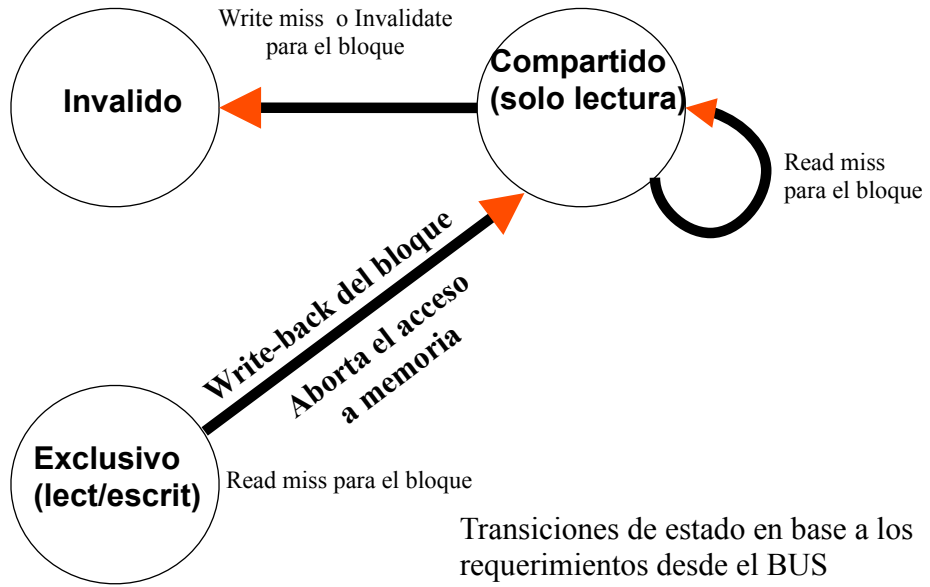 Write miss o Invalidate
para el bloque
Invalido
Compartido
(solo lectura)
Read miss
para el bloque
Write-back del bloque
Aborta el acceso
a memoria
Exclusivo
(lect/escrit)
Read miss para el bloque
Transiciones de estado en base a los
requerimientos desde el BUS